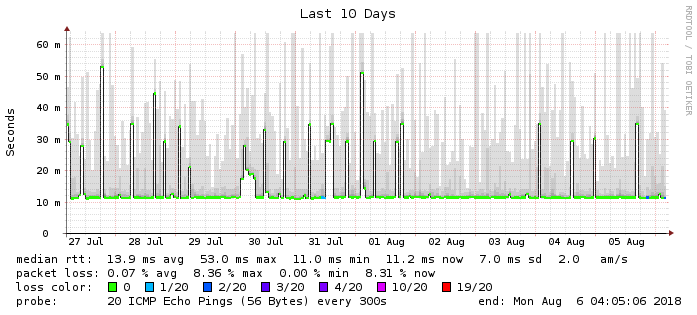 Last 10 Days
RRDTOOL / TOBI OETIKER
Seconds
60 m
50 m
40 m
30 m
20 m
10 m
0
27 Jul 28 Jul 29 Jul 30 Jul 31 Jul 01 Aug 02 Aug 03 Aug 04 Aug 05 Aug
median rtt: 13.9 ms avg 53.0 ms max 11.0 ms min 11.2 ms now 7.0 ms sd 2.0 am/s
packet loss: 0.07 % avg 8.36 % max 0.00 % min 8.31 % now
loss color: 0 1/20 2/20 3/20 4/20 10/20 19/20
probe: 20 ICMP Echo Pings (56 Bytes) every 300s end: Mon Aug 6 04:05:06 2018